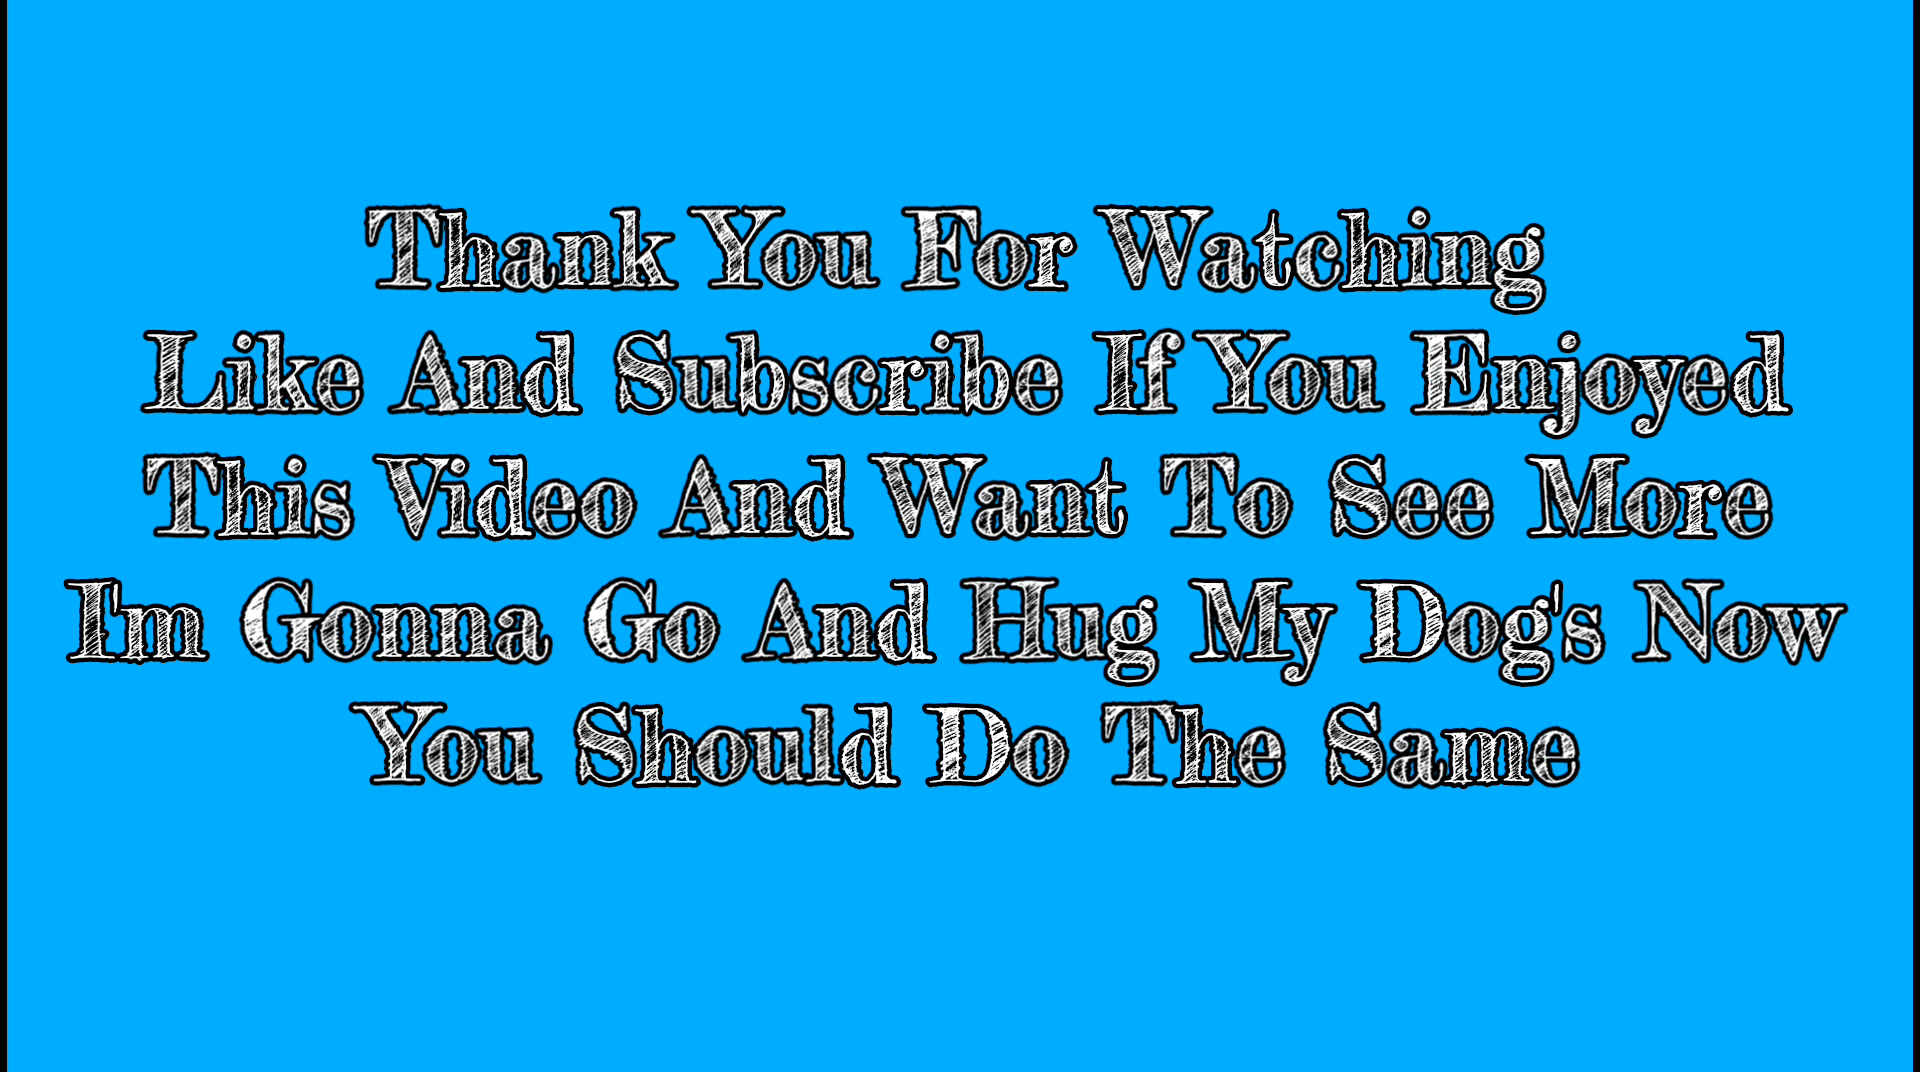 Thank You For Watching
Like And Subscribe If You Enjoyed
This Video And Want To See More
I'm Gonna Go And Hug My Dog's Now
You Should Do The Same